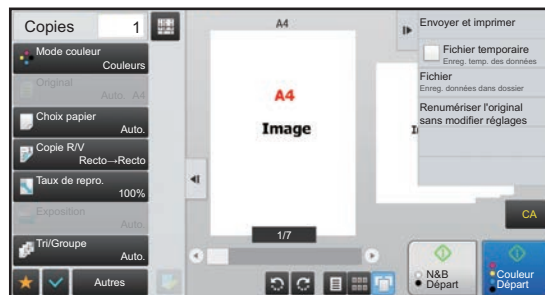 Copies 1
Mode couleur
Couleurs
Original
Auto. A4
Choix papier
Auto.
Copie R/V
Recto→Recto
Taux de repro.
100%
Exposition
Auto.
Tri/Groupe
Auto.
Autres
A4
A4
Image
1/7
Envoyer et imprimer
Fichier temporaire
Enreg. temp. des données
Fichier
Enreg. données dans dossier
Renumériser l'original
sans modifier réglages
CA
N&B
Départ
Couleur
Départ